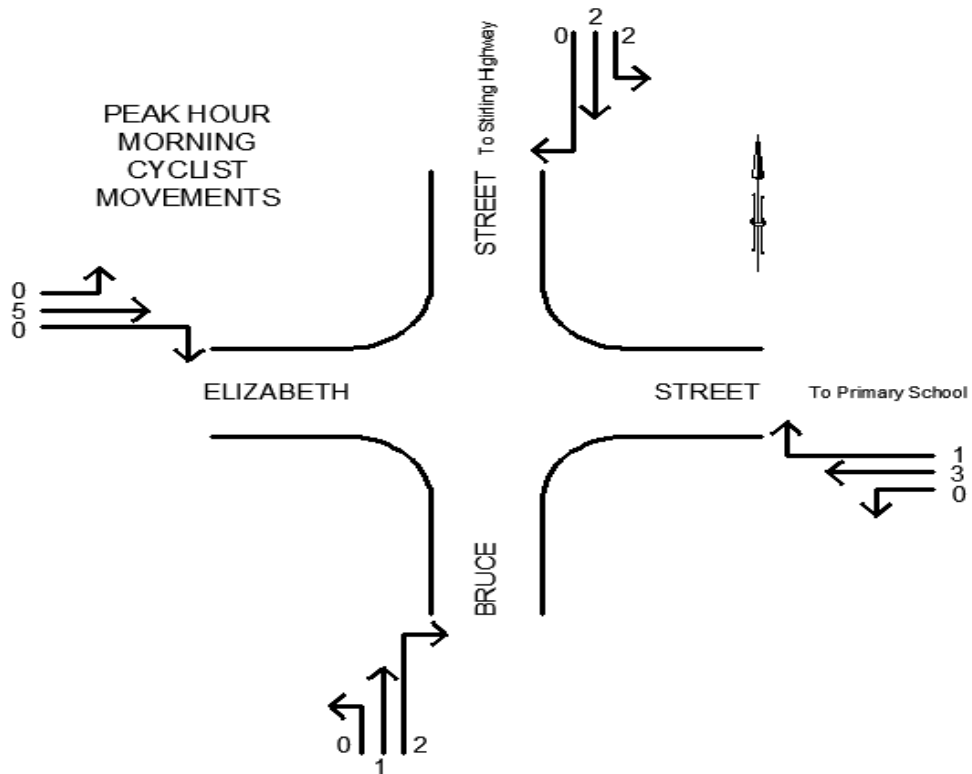 0 2 2
To Stirling Highway
STREET
PEAK HOUR
MORNING
CYCLIST
MOVEMENTS
0
5
0
ELIZABETH STREET To Primary School
1
3
0
BRUCE
0 1 2